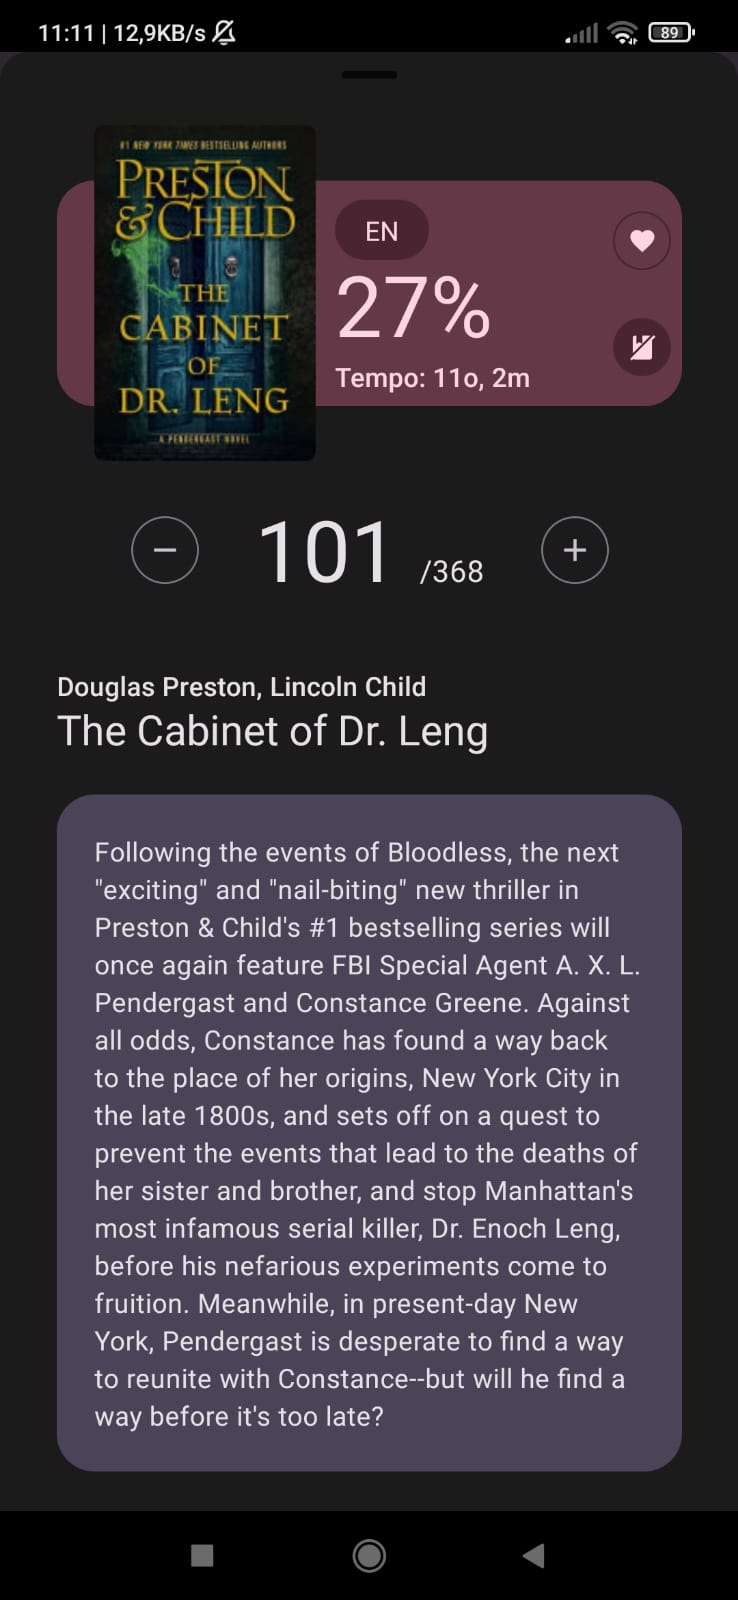 11:11 | 12,9KB/s
89
#1 NEW YORK TIMES BESTSELLING AUTHORS
PRESTON
& CHILD
THE
CABINET
OF
DR. LENG
A PENDERGAST NOVEL
EN
27%
Tempo: 11o, 2m
101 /368
Douglas Preston, Lincoln Child
The Cabinet of Dr. Leng
Following the events of Bloodless, the next
"exciting" and "nail-biting" new thriller in
Preston & Child's #1 bestselling series will
once again feature FBI Special Agent A. X. L.
Pendergast and Constance Greene. Against
all odds, Constance has found a way back
to the place of her origins, New York City in
the late 1800s, and sets off on a quest to
prevent the events that lead to the deaths of
her sister and brother, and stop Manhattan's
most infamous serial killer, Dr. Enoch Leng,
before his nefarious experiments come to
fruition. Meanwhile, in present-day New
York, Pendergast is desperate to find a way
to reunite with Constance--but will he find a
way before it's too late?